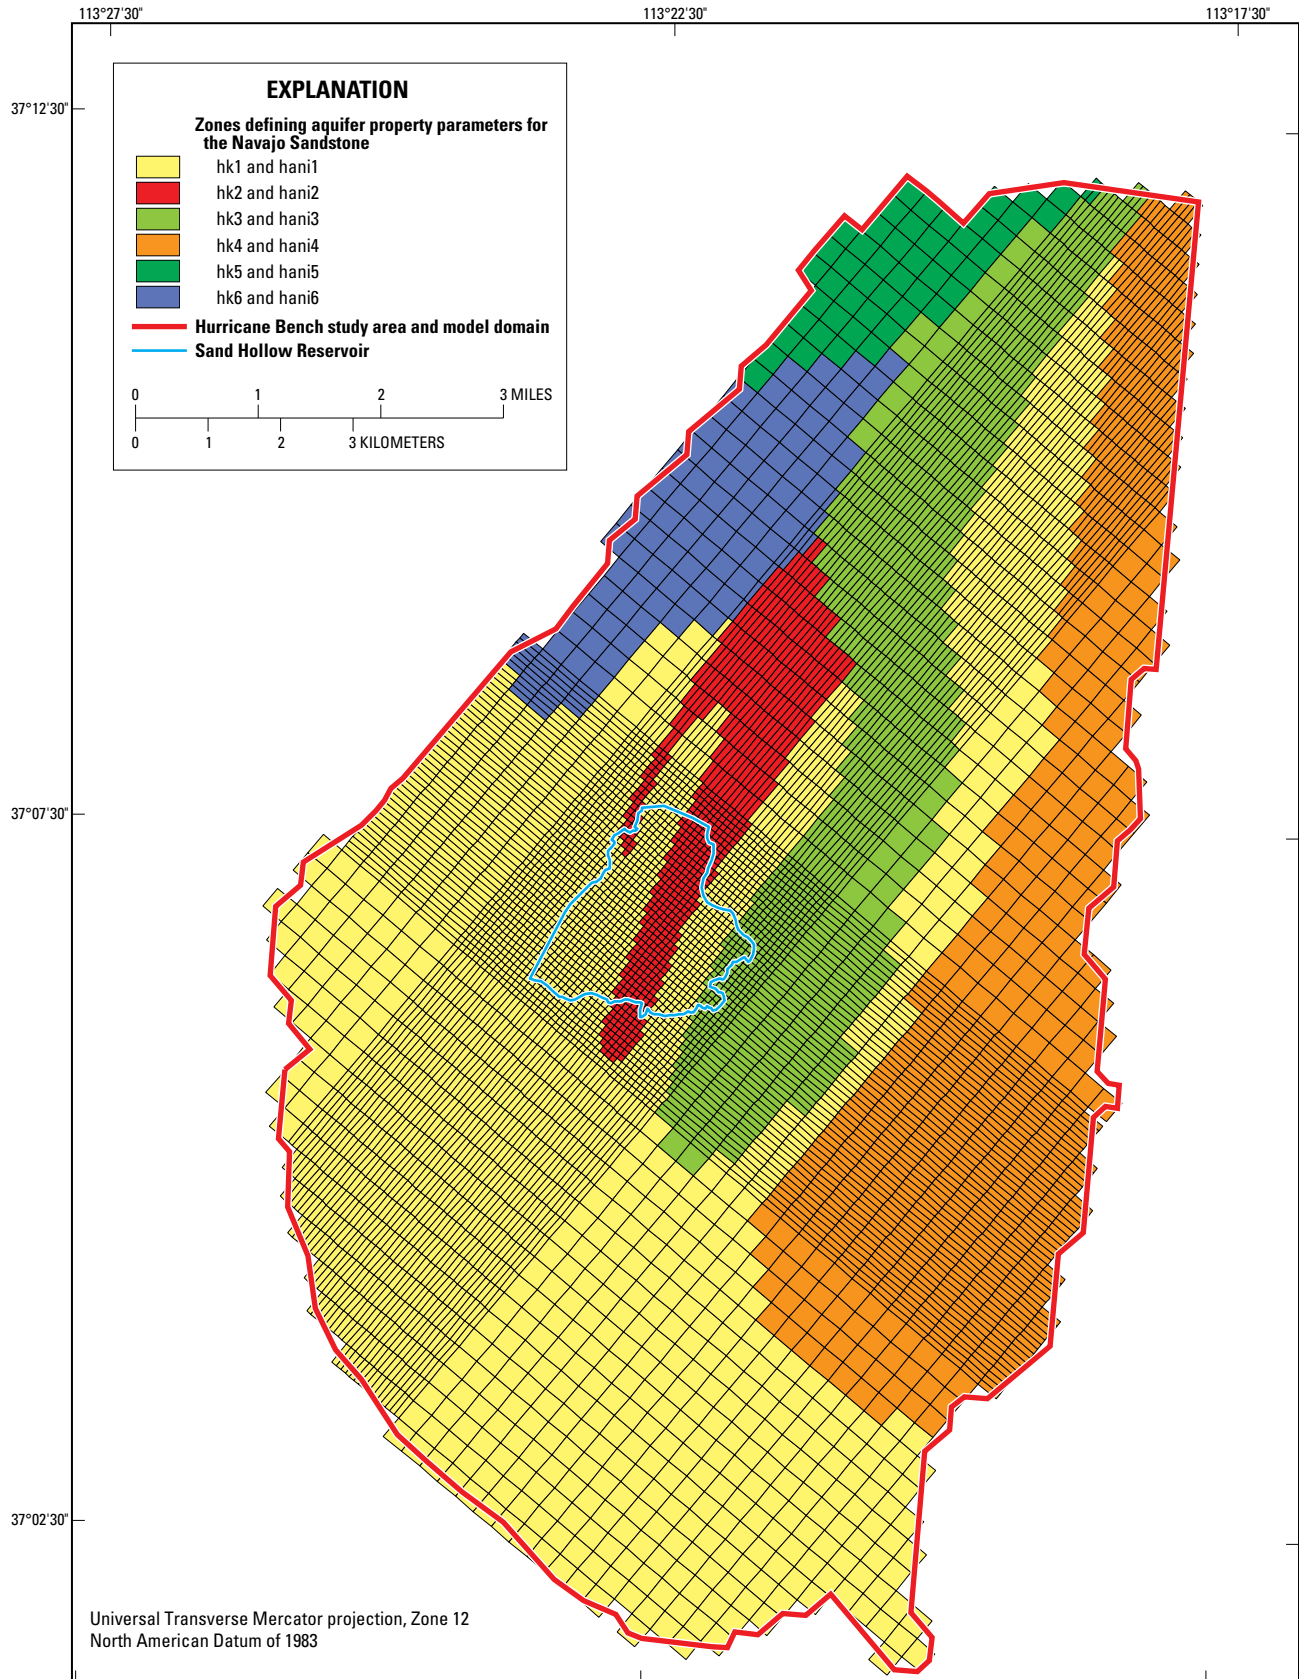 113°27'30"
113°22'30"
113°17'30"
37°12'30"
EXPLANATION
Zones defining aquifer property parameters for
the Navajo Sandstone
hk1 and hani1
hk2 and hani2
hk3 and hani3
hk4 and hani4
hk5 and hani5
hk6 and hani6
Hurricane Bench study area and model domain
Sand Hollow Reservoir
0 1 2 3 MILES
0 1 2 3 KILOMETERS
37°07'30"
37°02'30"
Universal Transverse Mercator projection, Zone 12
North American Datum of 1983